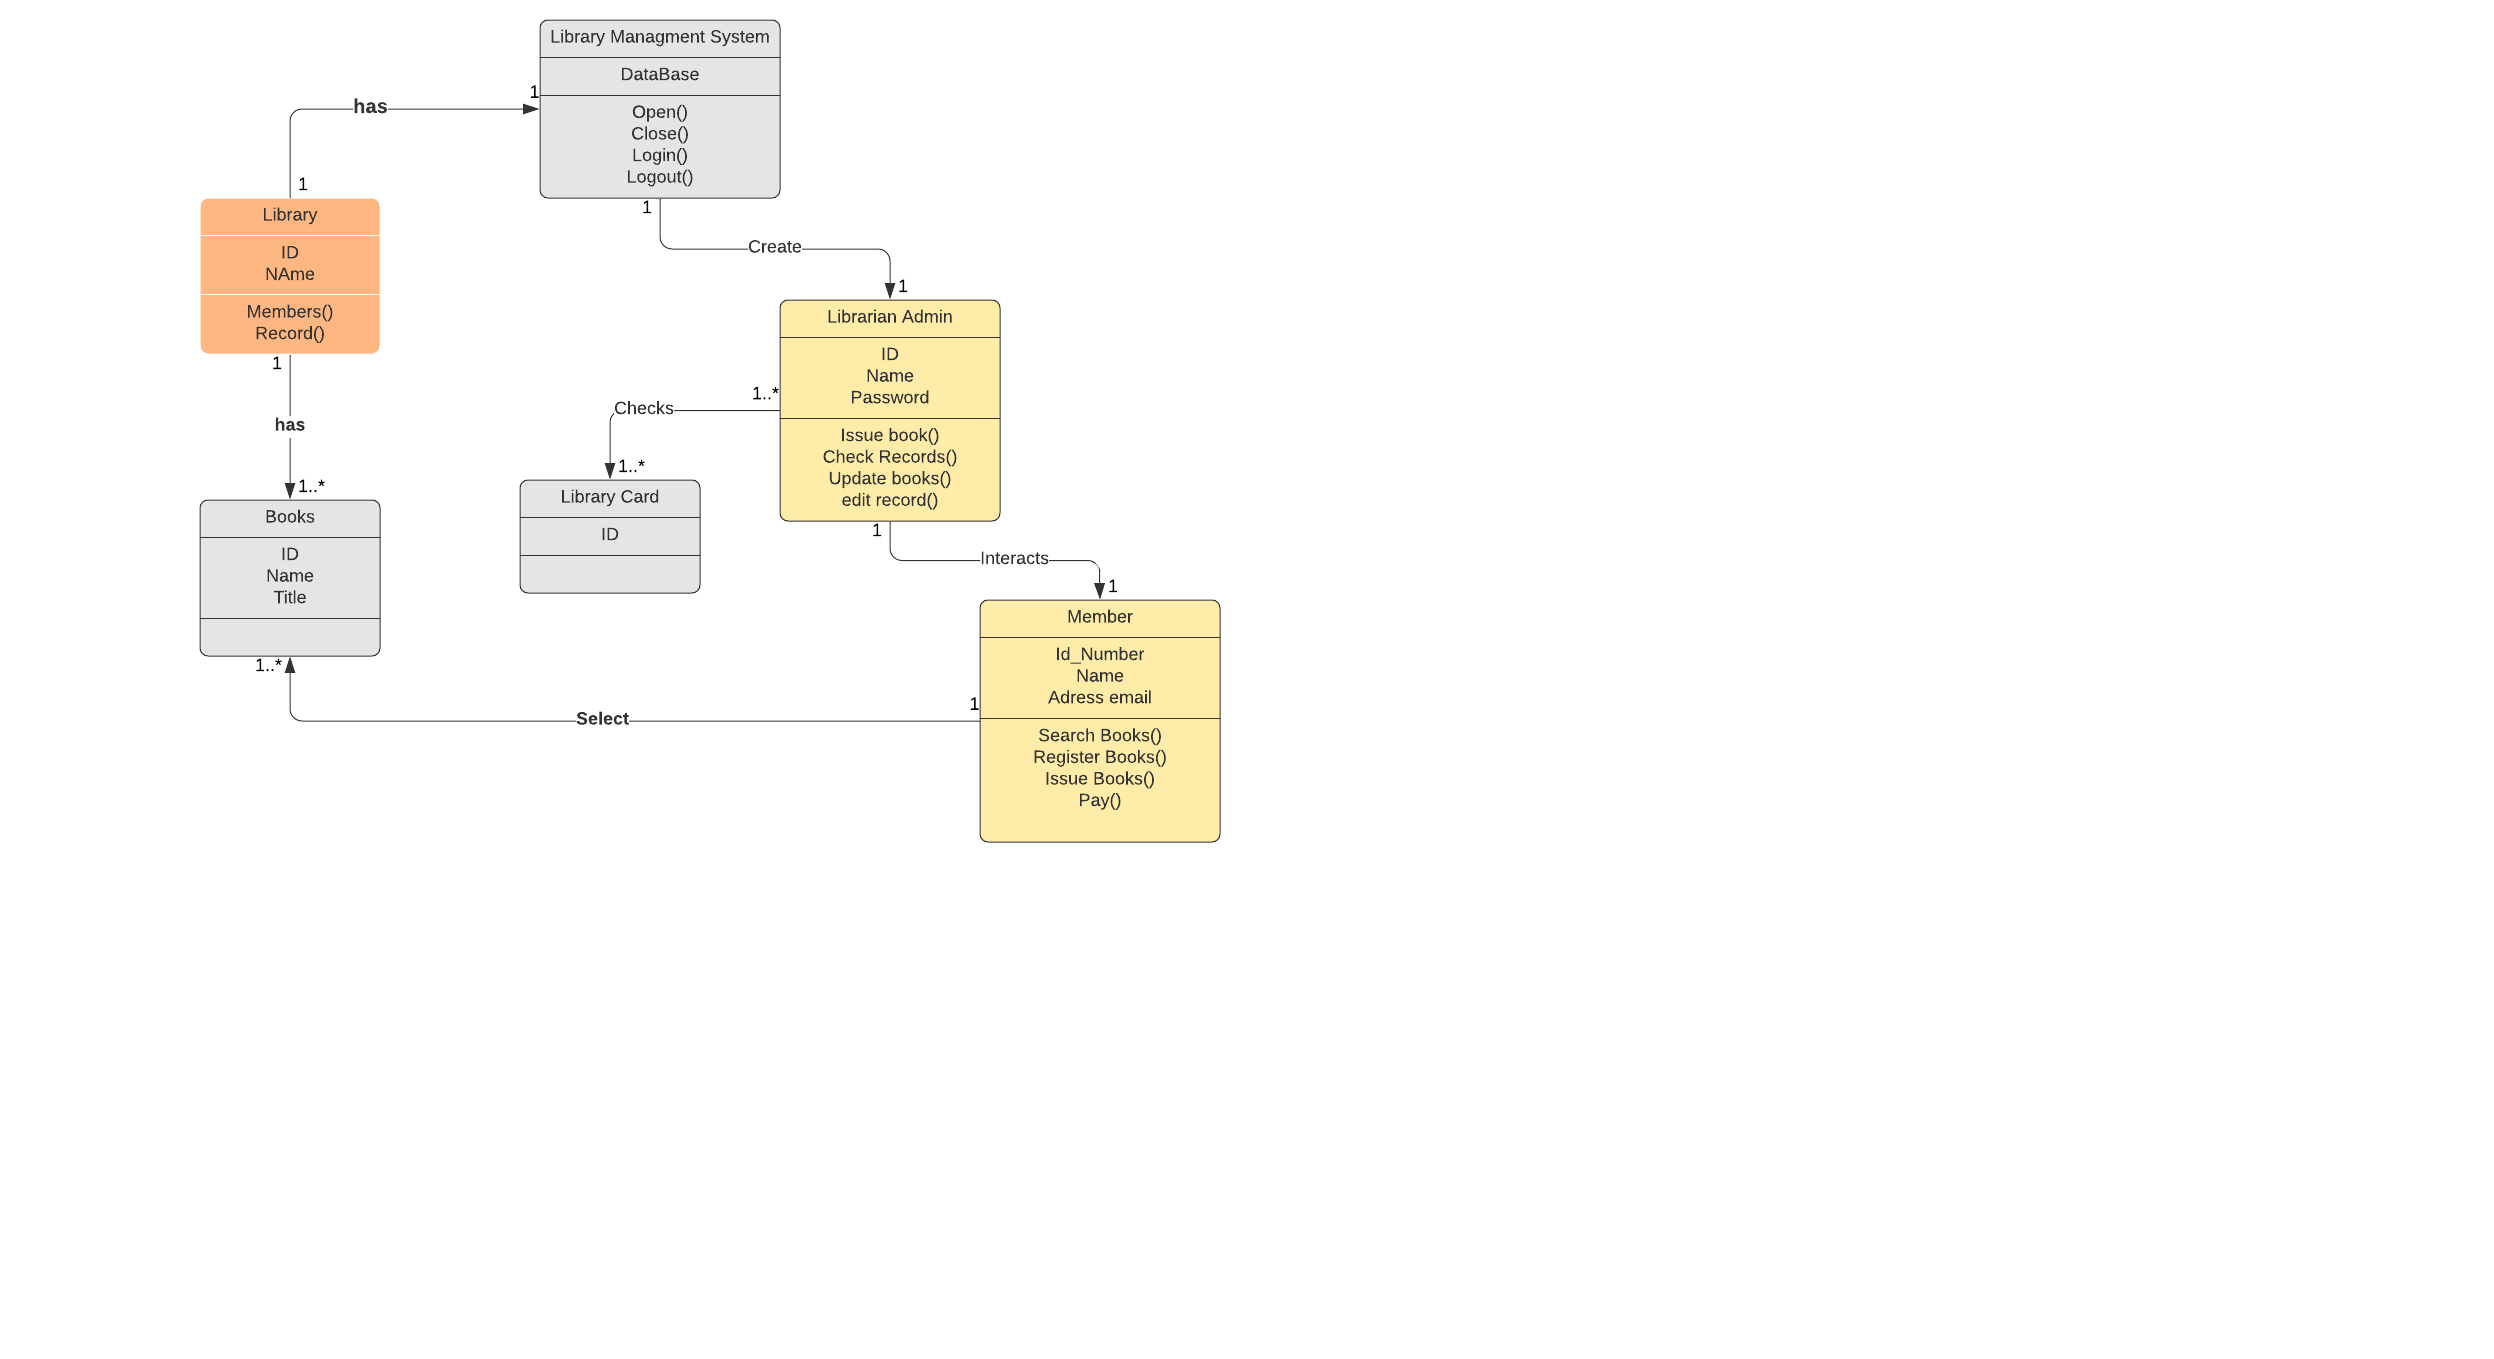 Library Managment System
DataBase
Open()
Close()
Login()
Logout()
1
has
1
1
Create
1
Library
ID
NAme
Members()
Record()
1
has
1..*
Librarian Admin
ID
Name
Password
Issue book()
Check Records()
Update books()
edit record()
1..*
Checks
1..*
Library Card
ID
Books
ID
Name
Title
1..*
1
Interacts
1
Member
Id_Number
Name
Adress email
Search Books()
Register Books()
Issue Books()
Pay()
1
Select